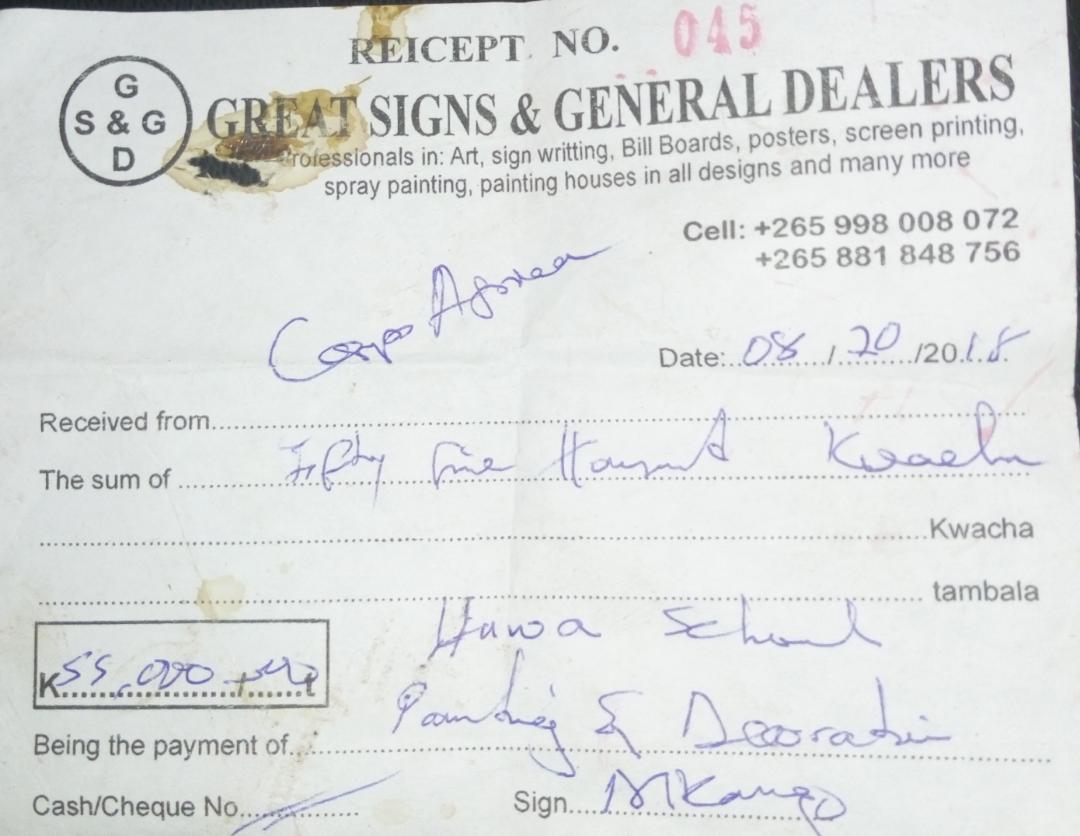 REICEPT NO. 045
G
S & G
D
GREAT SIGNS & GENERAL DEALERS
Professionals in: Art, sign writting, Bill Boards, posters, screen printing,
spray painting, painting houses in all designs and many more
Cell: +265 998 008 072
+265 881 848 756
Date: 08/20/2018
Received from
The sum of Fifty five Kwacha
Kwacha
tambala
Hawa School
K 55,000 t
Being the payment of Painting & Decoration
Cash/Cheque No.
Sign MKango